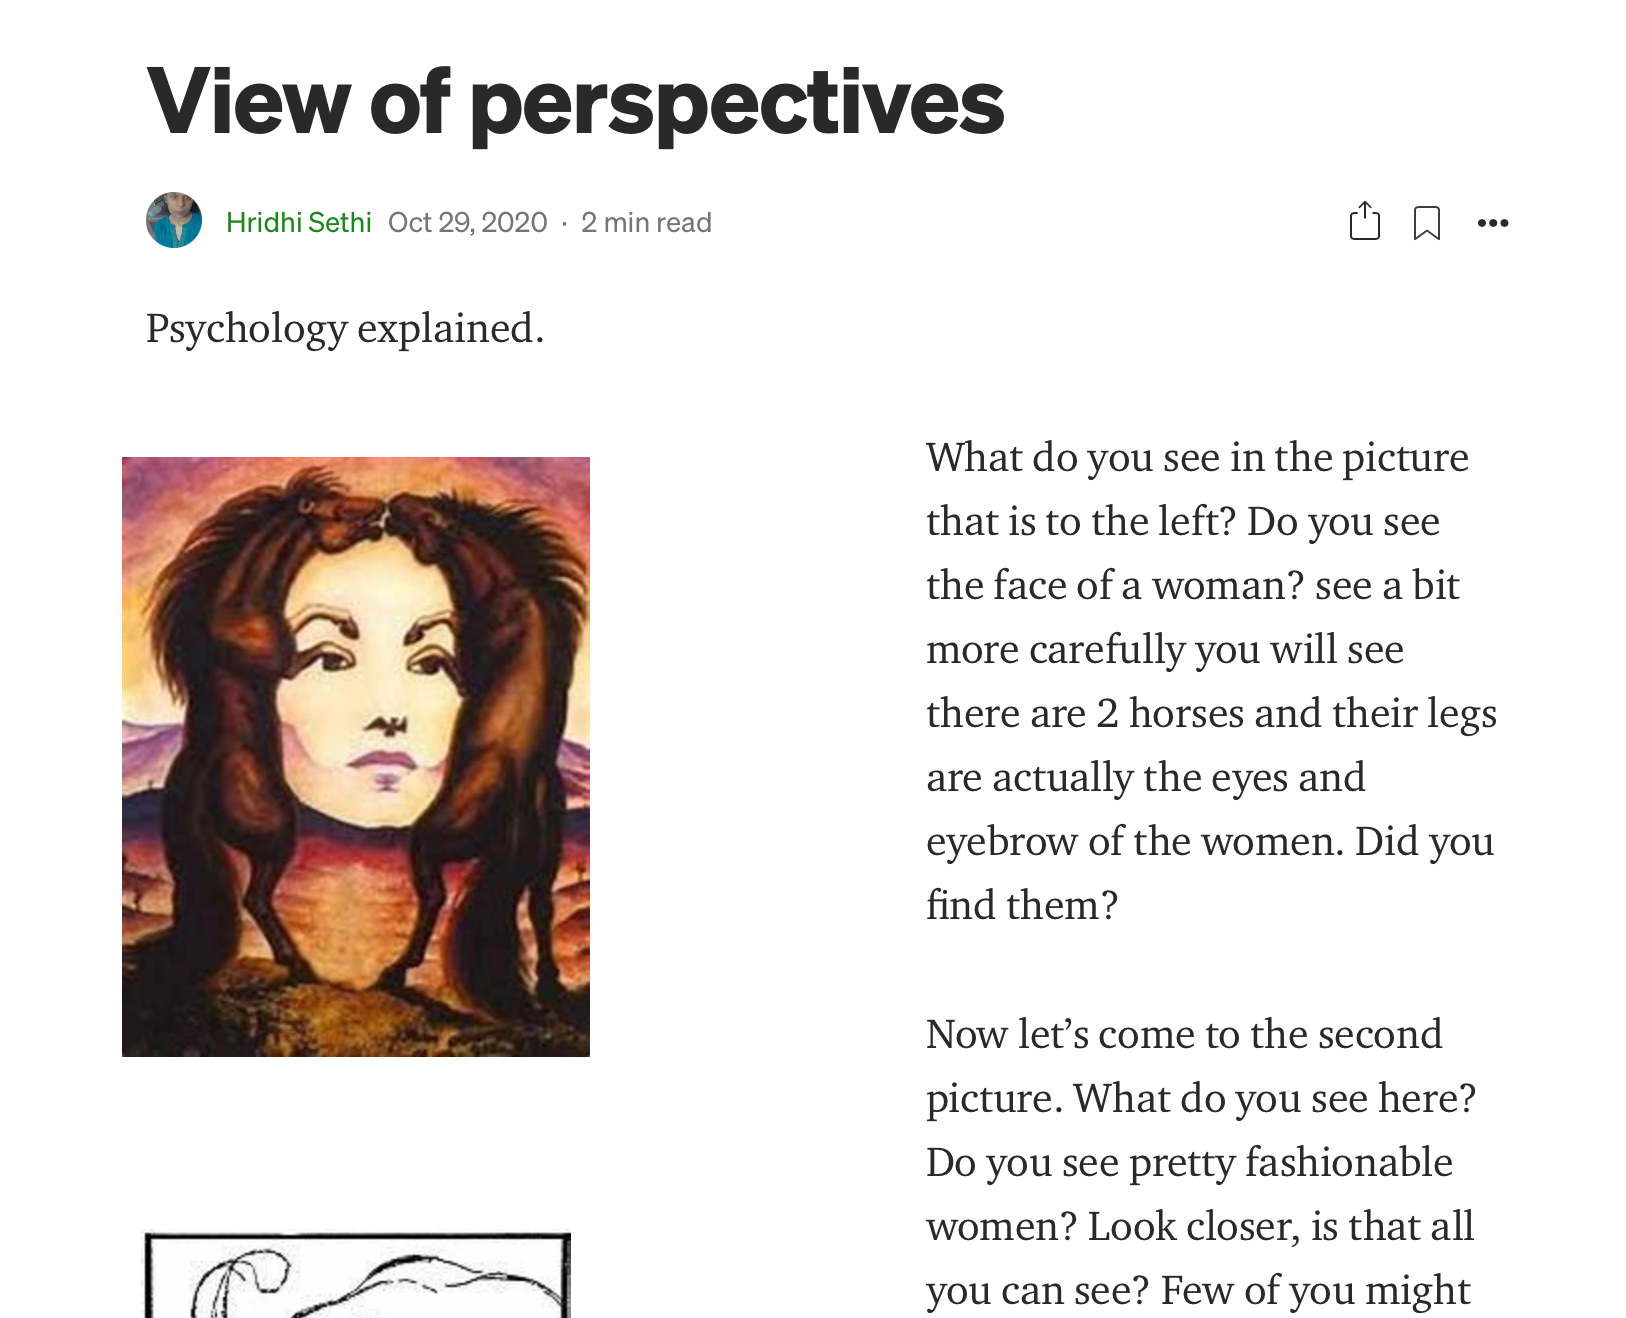 View of perspectives
Hridhi Sethi Oct 29, 2020 · 2 min read
Psychology explained.
What do you see in the picture
that is to the left? Do you see
the face of a woman? see a bit
more carefully you will see
there are 2 horses and their legs
are actually the eyes and
eyebrow of the women. Did you
find them?
Now let’s come to the second
picture. What do you see here?
Do you see pretty fashionable
women? Look closer, is that all
you can see? Few of you might